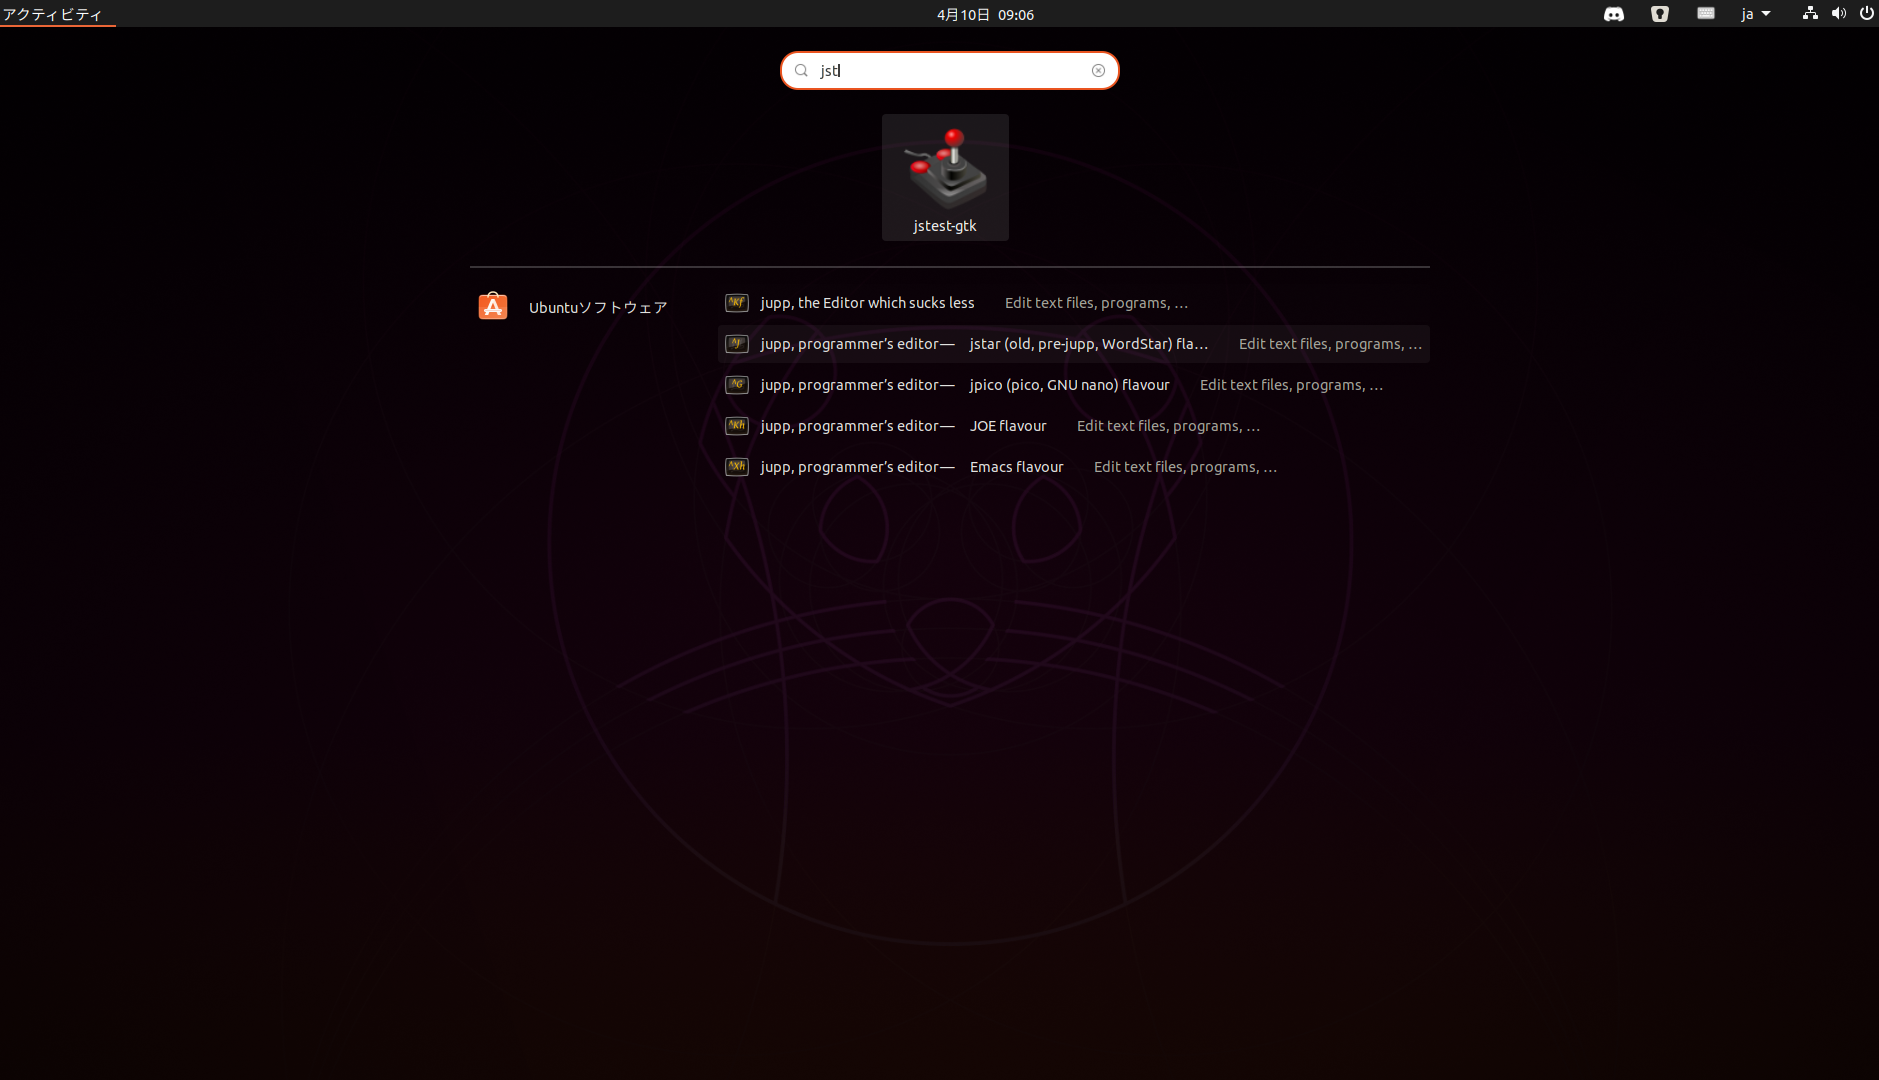 アクティビティ 4月10日 09:06 ja
jst
jstest-gtk
Ubuntuソフトウェア
jupp, the Editor which sucks less Edit text files, programs, …
jupp, programmer’s editor— jstar (old, pre-jupp, WordStar) fla… Edit text files, programs, …
jupp, programmer’s editor— jpico (pico, GNU nano) flavour Edit text files, programs, …
jupp, programmer’s editor— JOE flavour Edit text files, programs, …
jupp, programmer’s editor— Emacs flavour Edit text files, programs, …